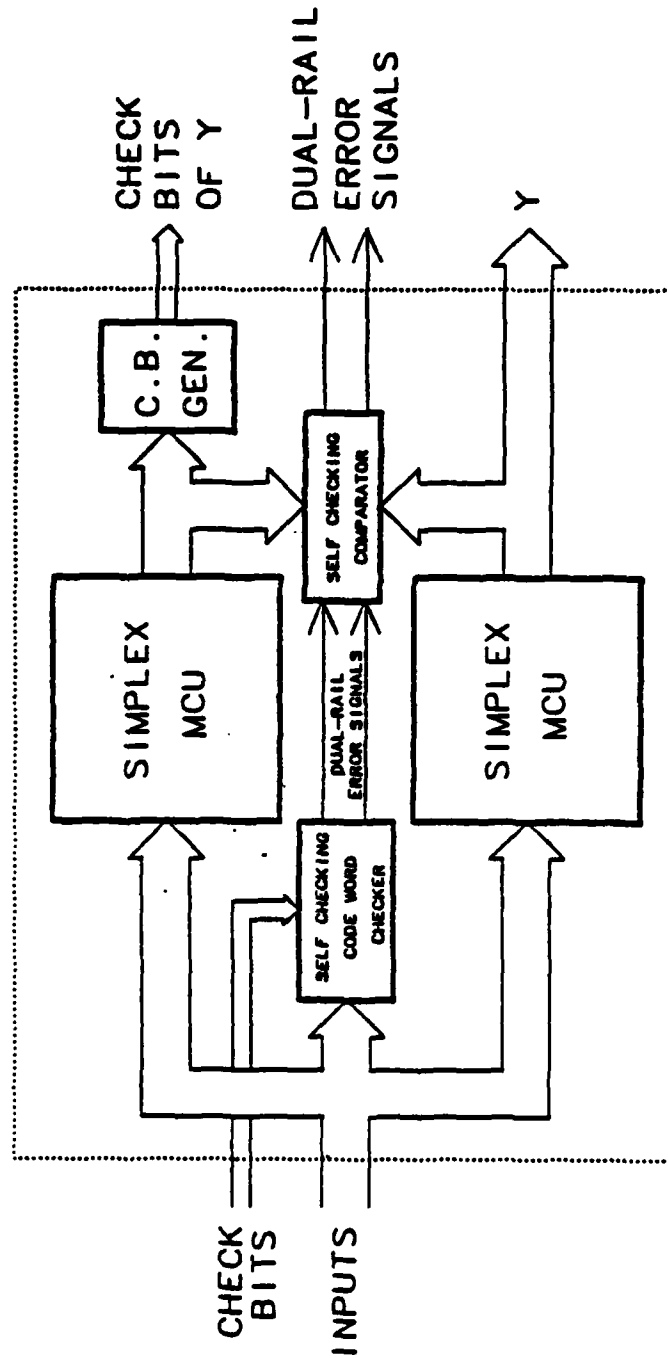 CHECK
BITS
INPUTS
SIMPLEX
MCU
SELF CHECKING
CODE WORD
CHECKER
DUAL-RAIL
ERROR SIGNALS
SIMPLEX
MCU
SELF CHECKING
COMPARATOR
C.B.
GEN.
CHECK
BITS
OF Y
DUAL-RAIL
ERROR
SIGNALS
Y